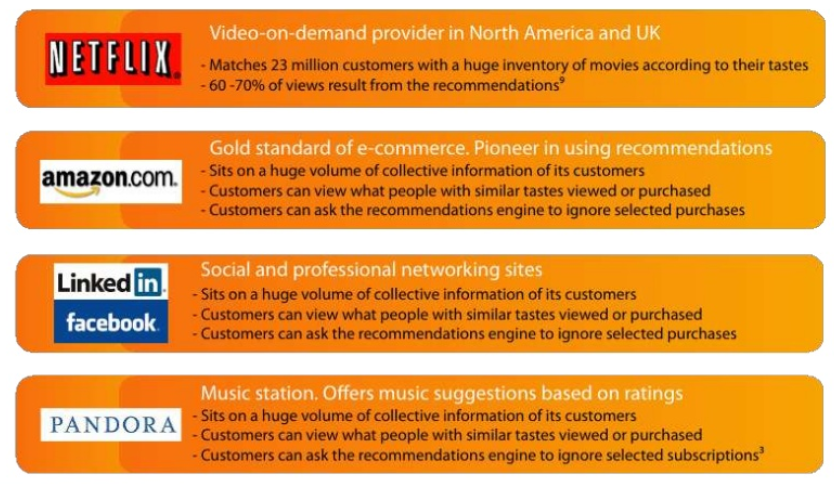 NETFLIX
Video-on-demand provider in North America and UK
- Matches 23 million customers with a huge inventory of movies according to their tastes
- 60 -70% of views result from the recommendations⁹
amazon.com.
Gold standard of e-commerce. Pioneer in using recommendations
- Sits on a huge volume of collective information of its customers
- Customers can view what people with similar tastes viewed or purchased
- Customers can ask the recommendations engine to ignore selected purchases
Linked in.
facebook
Social and professional networking sites
- Sits on a huge volume of collective information of its customers
- Customers can view what people with similar tastes viewed or purchased
- Customers can ask the recommendations engine to ignore selected purchases
PANDORA
Music station. Offers music suggestions based on ratings
- Sits on a huge volume of collective information of its customers
- Customers can view what people with similar tastes viewed or purchased
- Customers can ask the recommendations engine to ignore selected subscriptions³